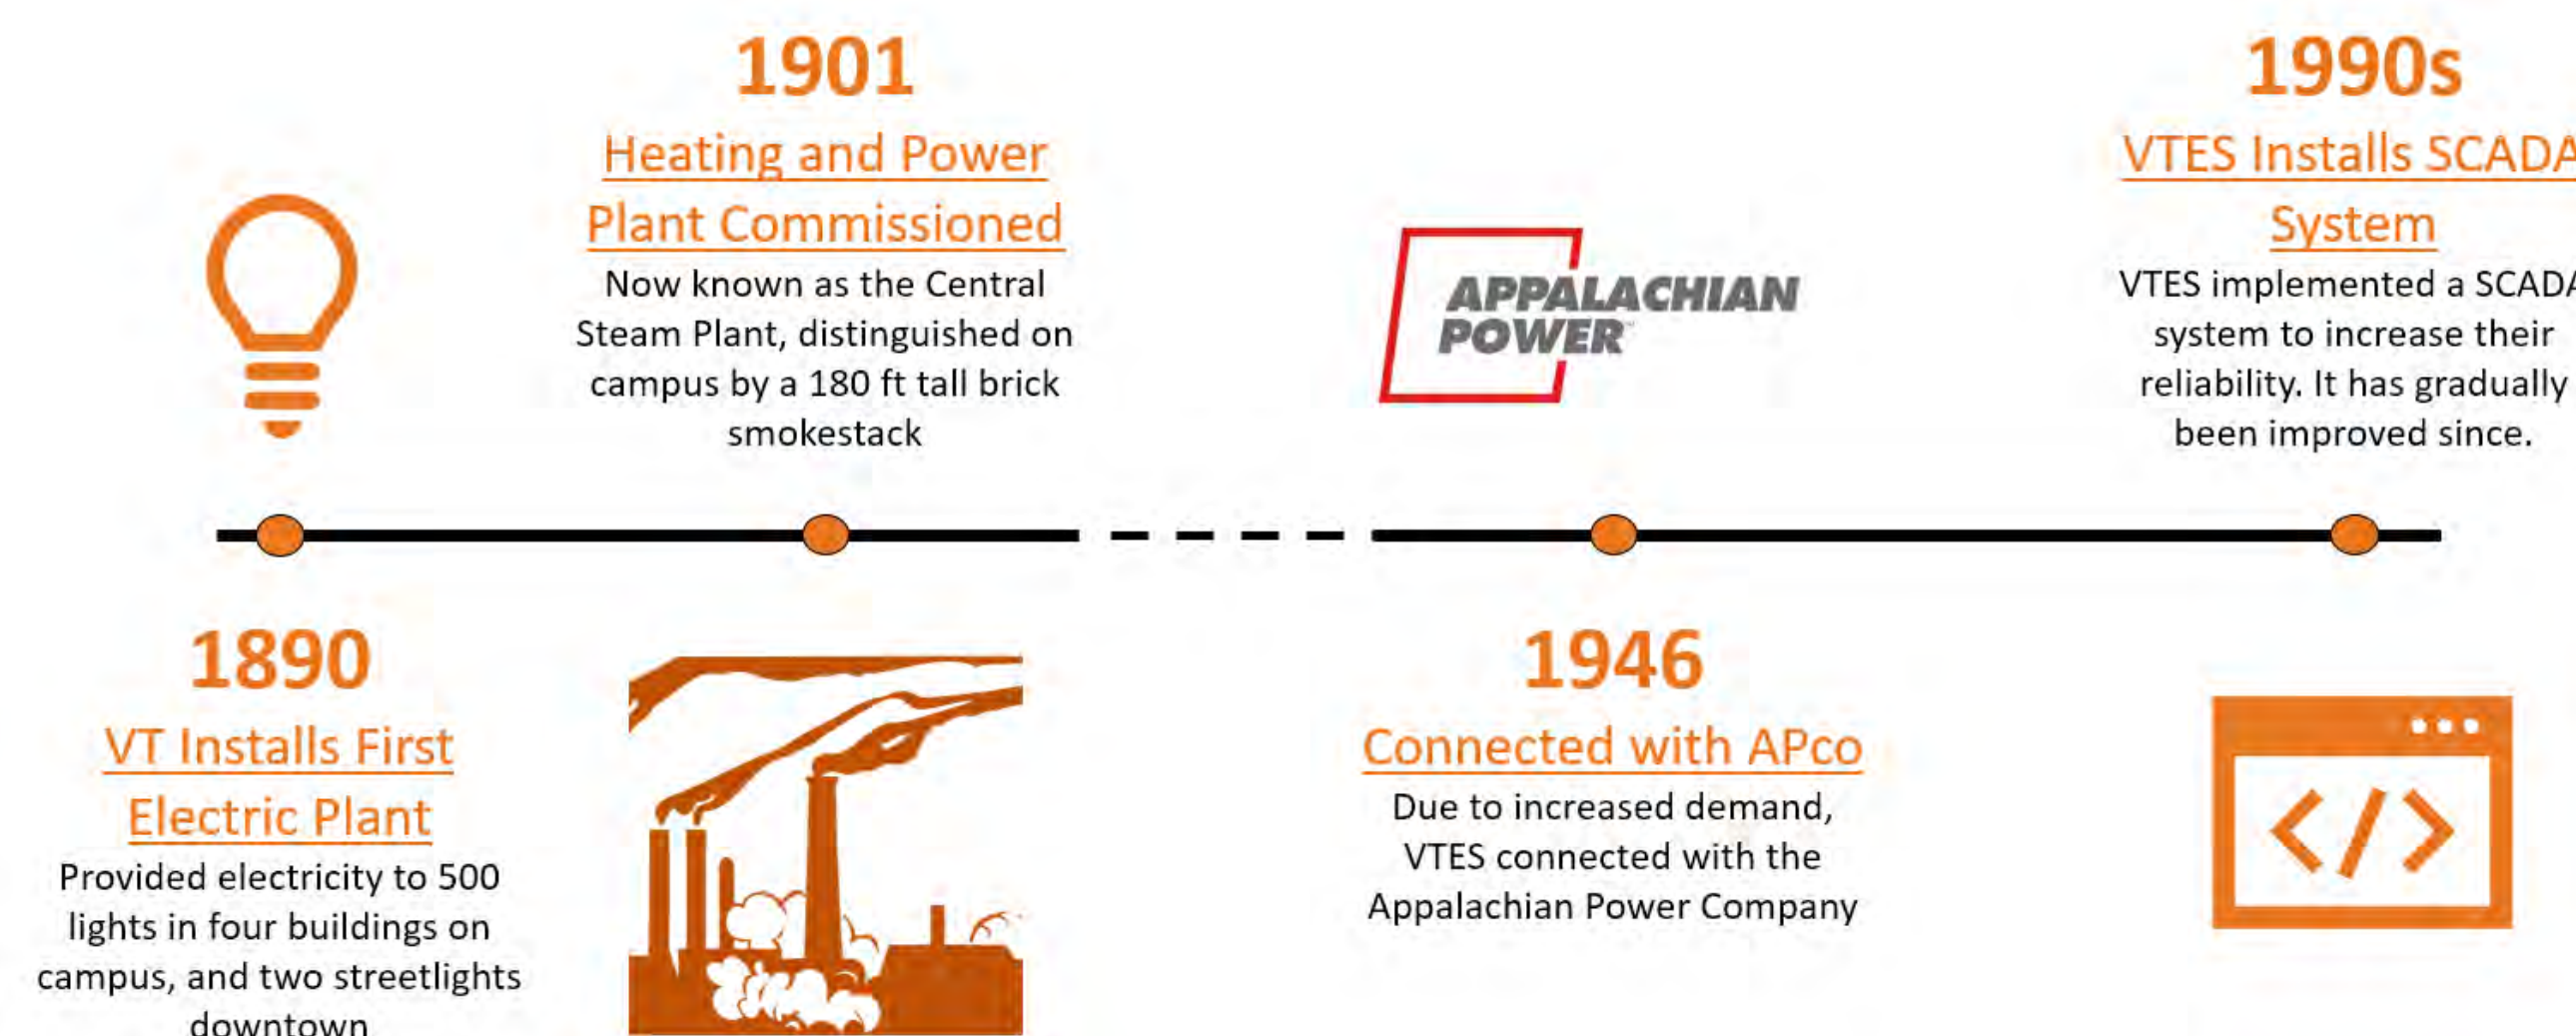 1901
Heating and Power
Plant Commissioned
Now known as the Central
Steam Plant, distinguished on
campus by a 180 ft tall brick
smokestack
APPALACHIAN
POWER
1990s
VTES Installs SCADA
System
VTES implemented a SCADA
system to increase their
reliability. It has gradually
been improved since.
1890
VT Installs First
Electric Plant
Provided electricity to 500
lights in four buildings on
campus, and two streetlights
downtown
1946
Connected with APco
Due to increased demand,
VTES connected with the
Appalachian Power Company